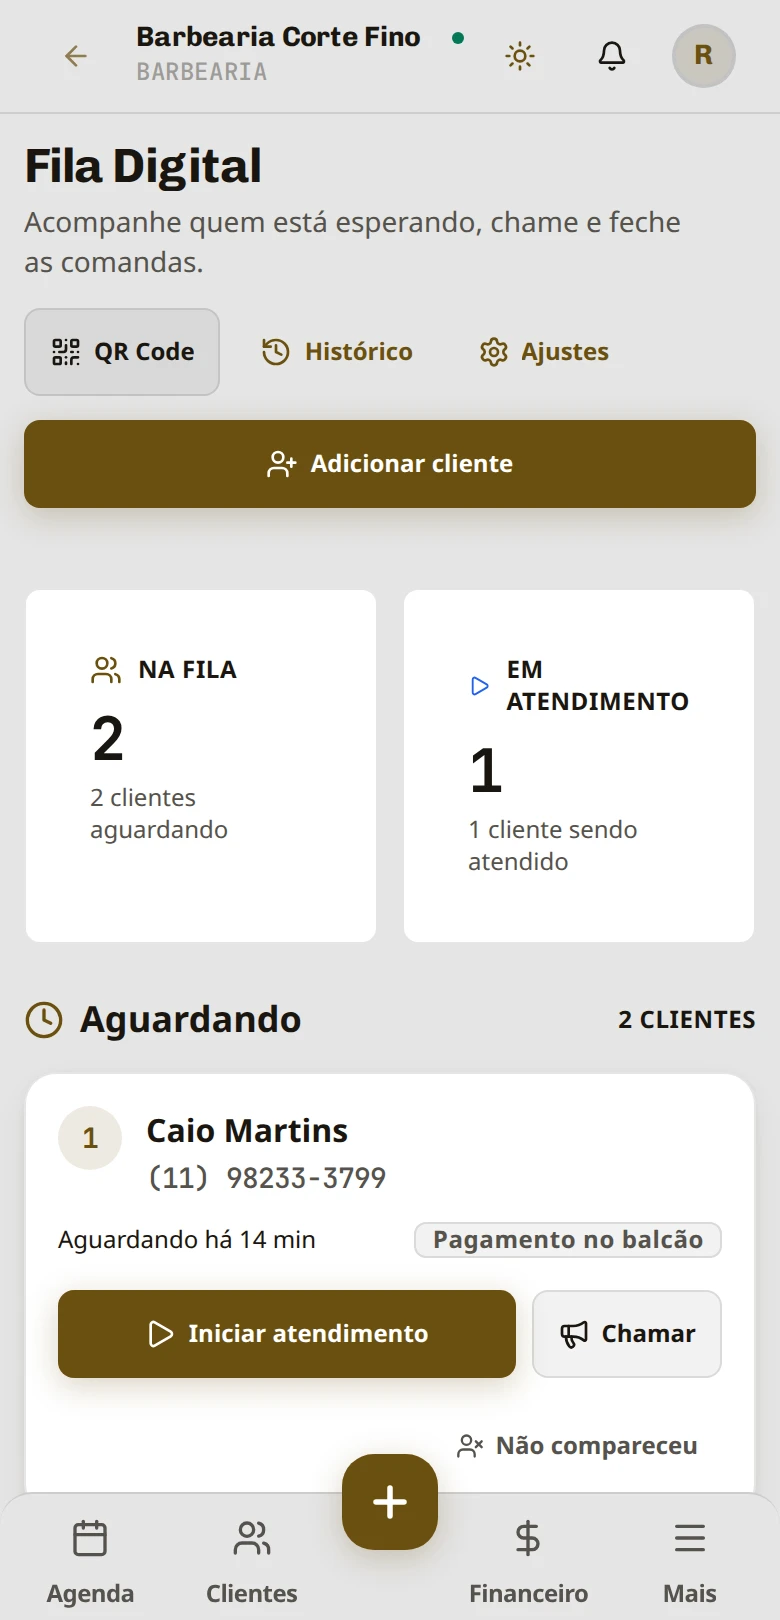 Barbearia Corte Fino
BARBEARIA
R
Fila Digital
Acompanhe quem está esperando, chame e feche
as comandas.
QR Code
Histórico
Ajustes
Adicionar cliente
NA FILA
2
2 clientes
aguardando
EM
ATENDIMENTO
1
1 cliente sendo
atendido
Aguardando
2 CLIENTES
1
Caio Martins
(11) 98233-3799
Aguardando há 14 min
Pagamento no balcão
Iniciar atendimento
Chamar
Não compareceu
Agenda
Clientes
Financeiro
Mais